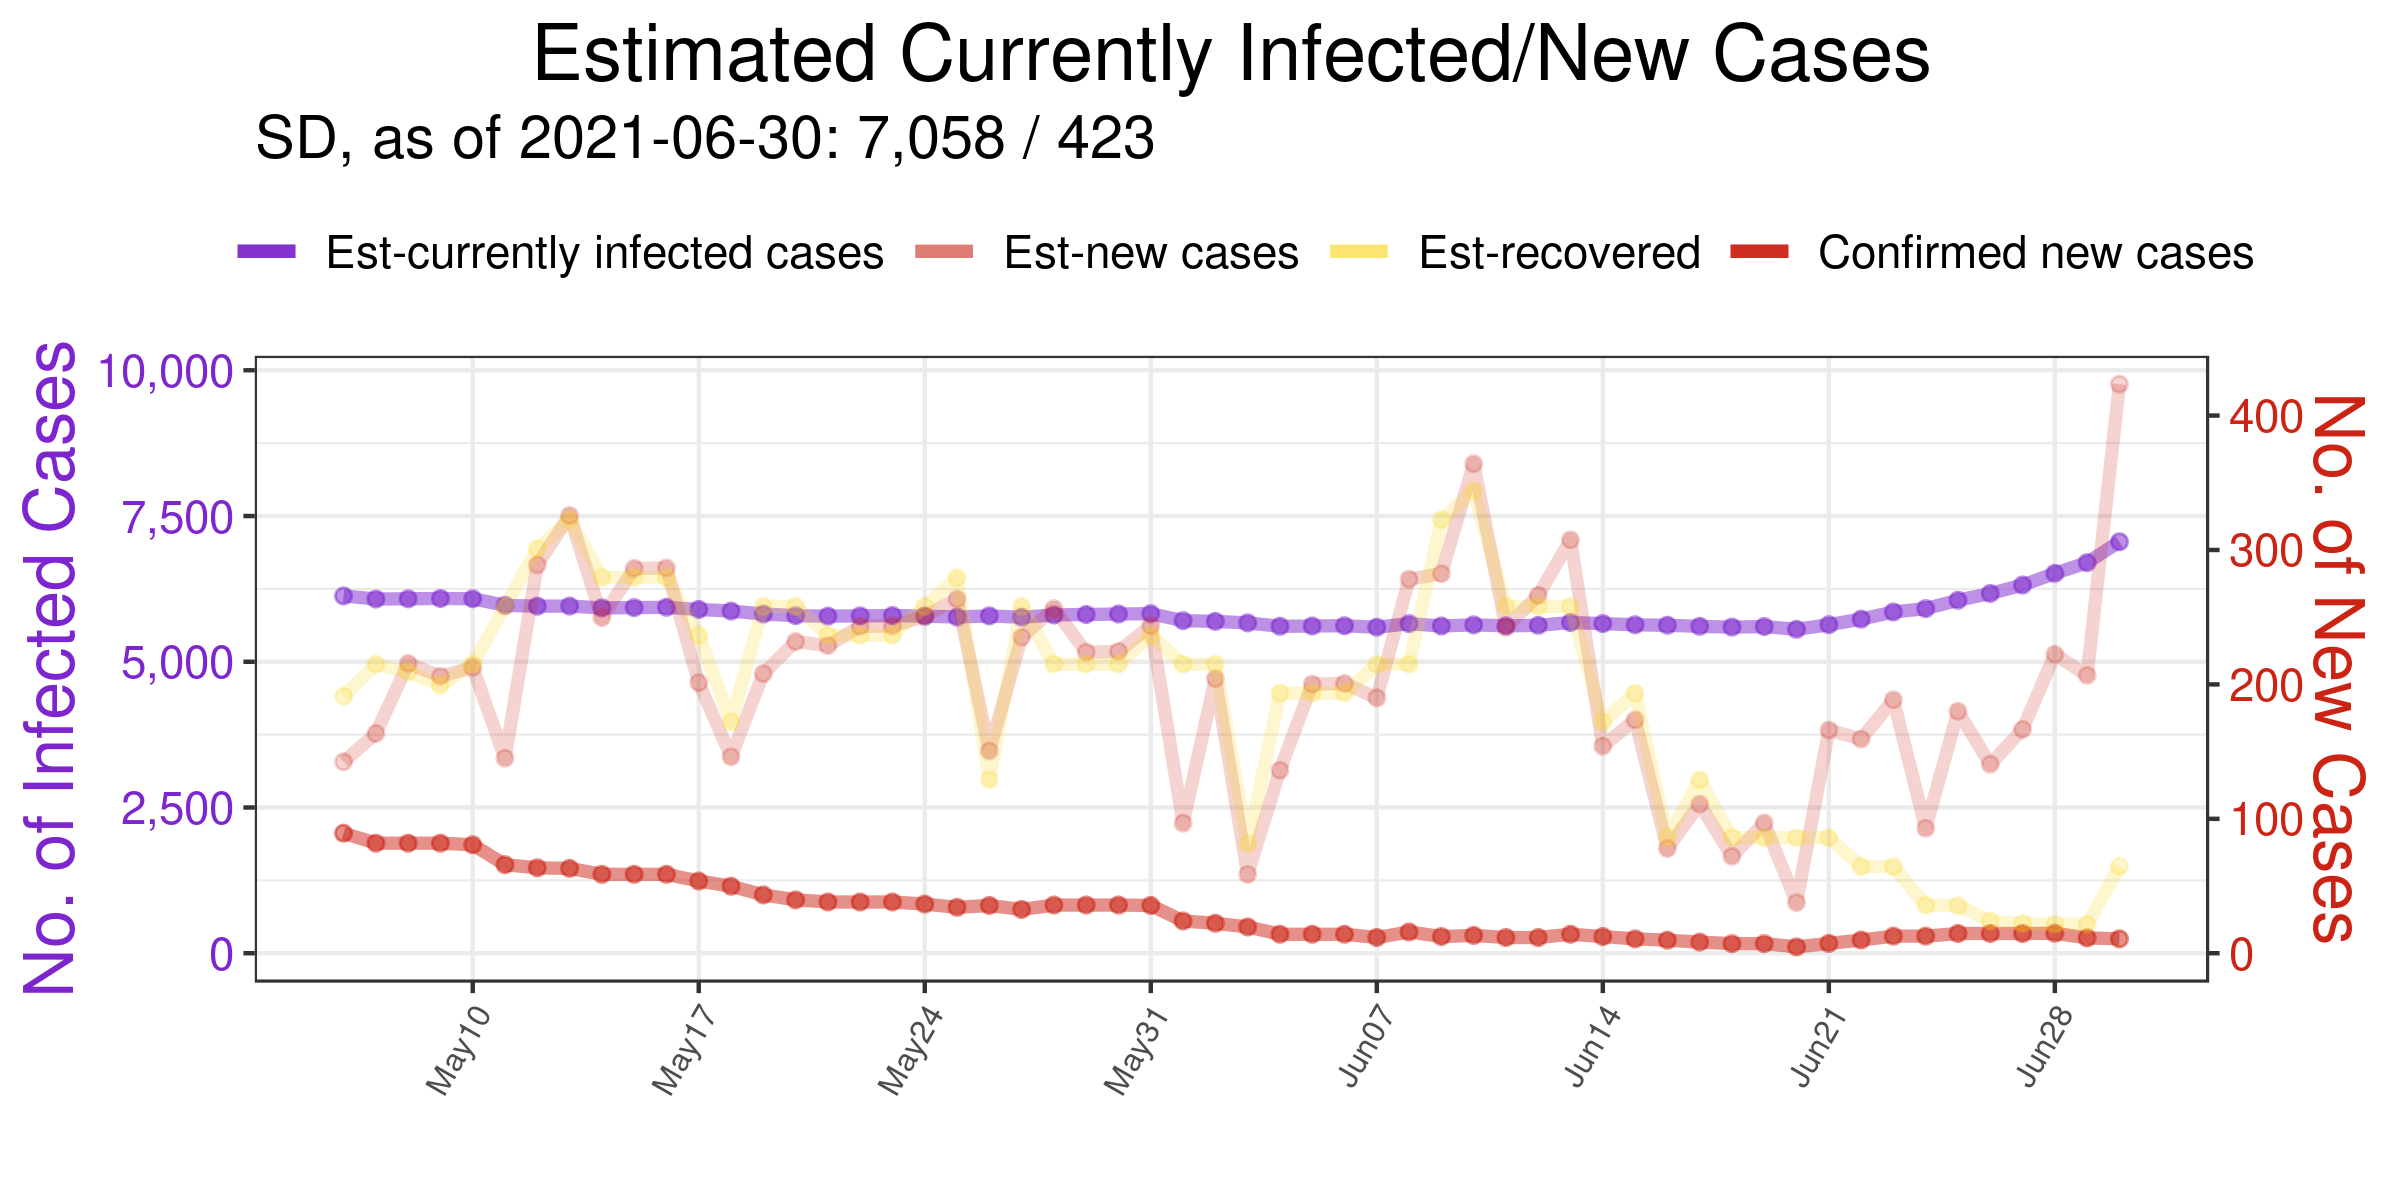 Estimated Currently Infected/New Cases
SD, as of 2021-06-30: 7,058 / 423
Est-currently infected cases Est-new cases Est-recovered Confirmed new cases
No. of Infected Cases
10,000
7,500
5,000
2,500
0
400
300
200
100
0
No. of New Cases
May10 May17 May24 May31 Jun07 Jun14 Jun21 Jun28